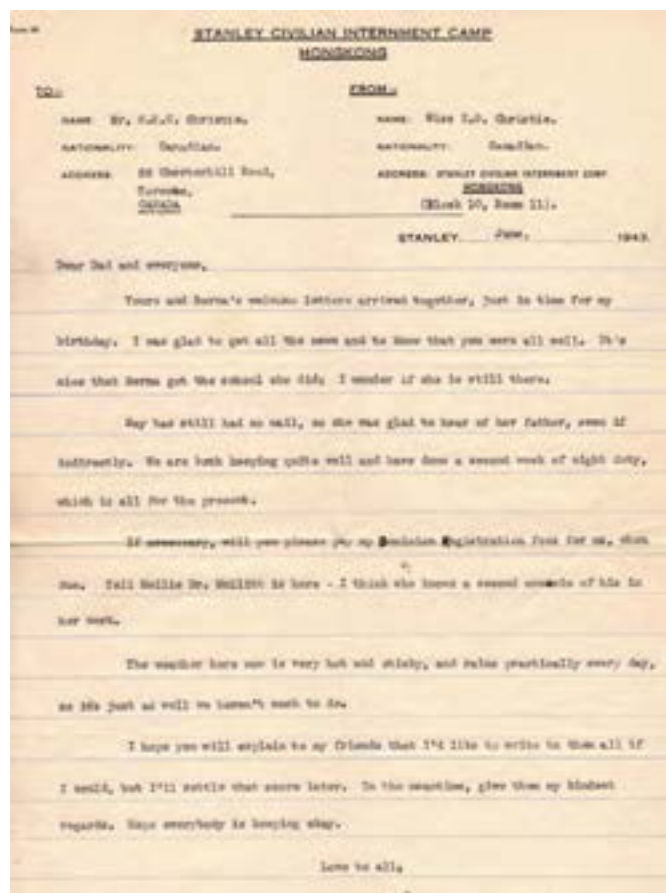 STANLEY CIVILIAN INTERNMENT CAMP
HONGKONG
TO:- FROM:-
NAME: Mr. Christie. NAME: Miss Christie.
NATIONALITY: Canadian. NATIONALITY: Canadian.
ADDRESS: Road, ADDRESS: STANLEY CIVILIAN INTERNMENT CAMP
Toronto, HONGKONG
CANADA (Block 10, Room 11).
STANLEY. June, 1943.
Dear Dad and everyone,
Yours and welcome letters arrived together, just in time for my
birthday. I was glad to get all the news and to know that you were all well. It's
nice that got the school she did; I wonder if she is still there.
May has still had no mail, so she was glad to hear of her father, even if
indirectly. We are both keeping quite well and have done a second week of night duty,
which is all for the present.
If necessary, will you please pay my Dominion Registration fees for me, when
due. Tell Dr. is here - I think she knows a second of his in
her work.
The weather here now is very hot and sticky, and rains practically every day,
so it's just as well we haven't much to do.
I hope you will explain to my friends that I'd like to write to them all if
I could, but I'll settle that score later. In the meantime, give them my kindest
regards. Hope everybody is keeping okay.
Love to all,